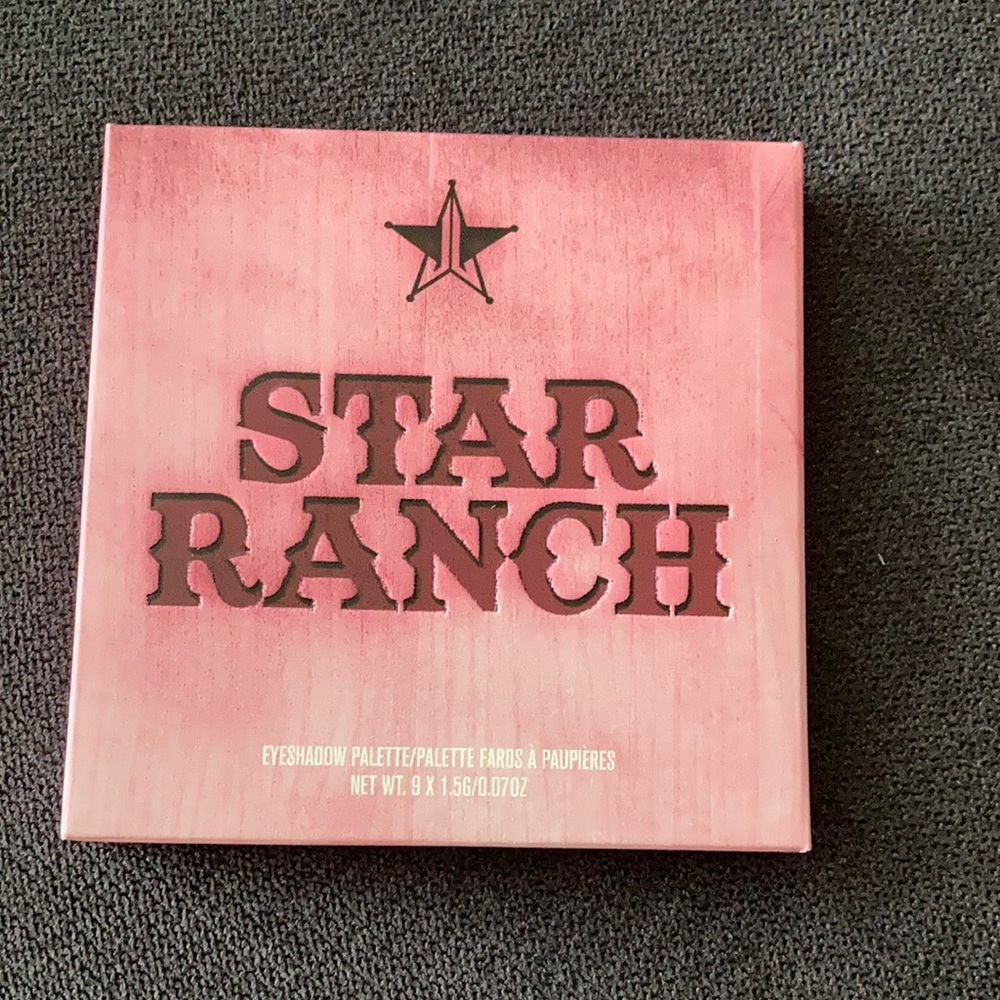 STAR
RANCH
EYESHADOW PALETTE/PALETTE FARDS À PAUPIÈRES
NET WT. 9 X 1.5G/0.07OZ